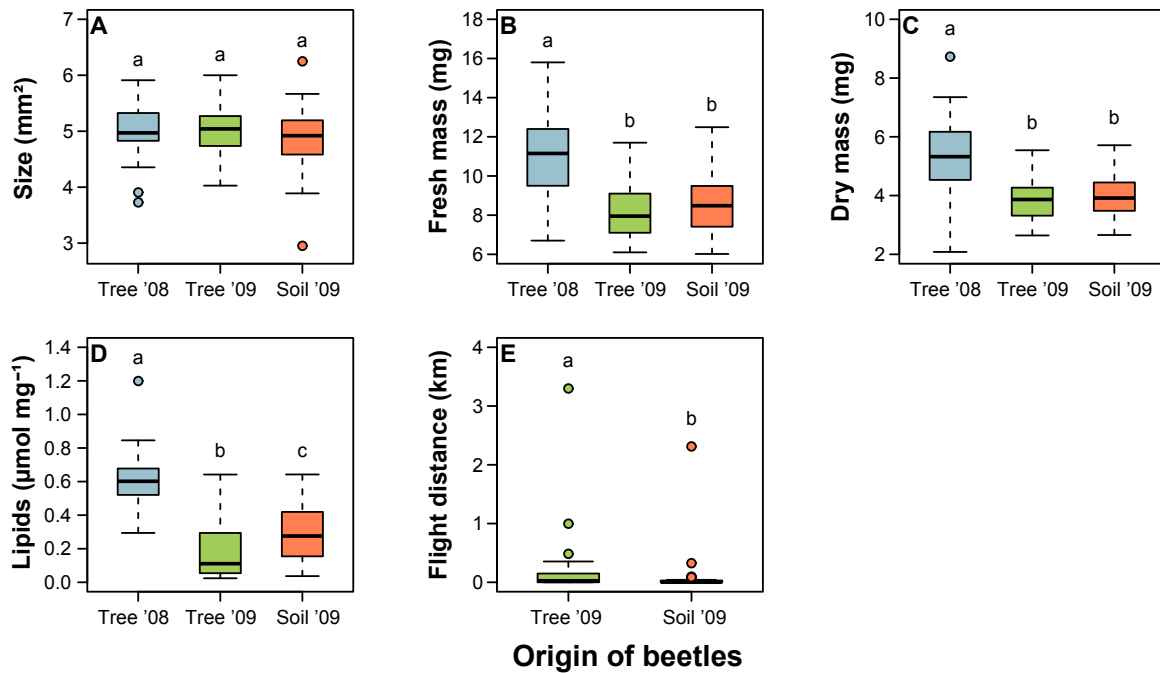 A
Size (mm²)
7
6
5
4
3
a
a
a
Tree ’08
Tree ’09
Soil ’09
B
Fresh mass (mg)
18
16
14
12
10
8
6
a
b
b
Tree ’08
Tree ’09
Soil ’09
C
Dry mass (mg)
10
8
6
4
2
a
b
b
Tree ’08
Tree ’09
Soil ’09
D
Lipids (µmol mg⁻¹)
1.4
1.2
1.0
0.8
0.6
0.4
0.2
0.0
a
b
c
Tree ’08
Tree ’09
Soil ’09
E
Flight distance (km)
4
3
2
1
0
a
b
Tree ’09
Soil ’09
Origin of beetles